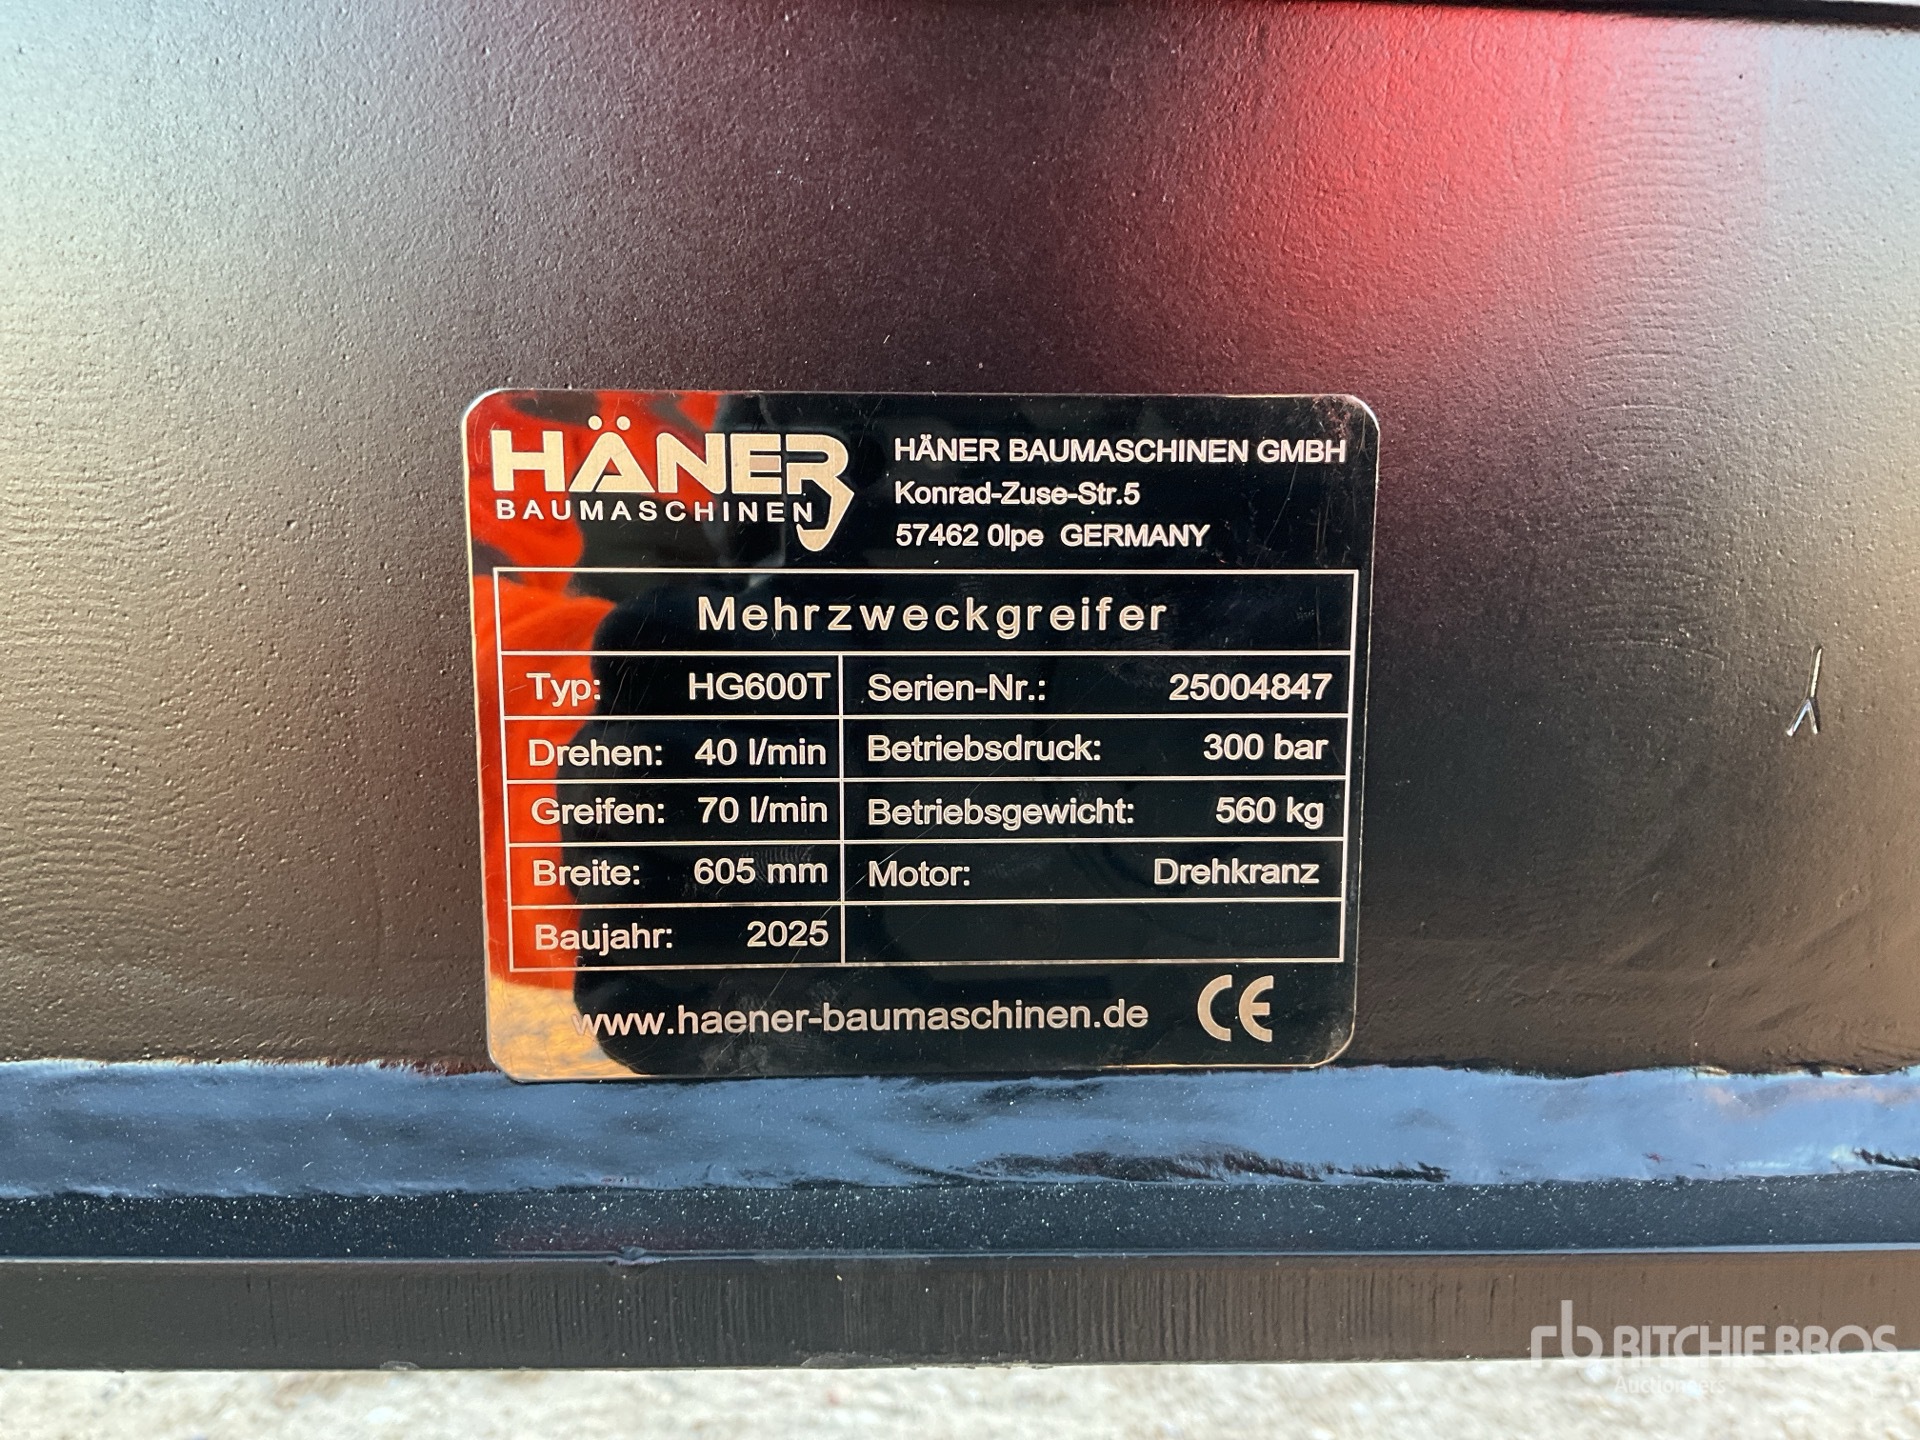 HÄNER
BAUMASCHINEN
HÄNER BAUMASCHINEN GMBH
Konrad-Zuse-Str.5
57462 0lpe GERMANY
Mehrzweckgreifer
Typ: HG600T Serien-Nr.: 25004847
Drehen: 40 l/min Betriebsdruck: 300 bar
Greifen: 70 l/min Betriebsgewicht: 560 kg
Breite: 605 mm Motor: Drehkranz
Baujahr: 2025
www.haener-baumaschinen.de CE
rb RITCHIE BROS
Auctioneers